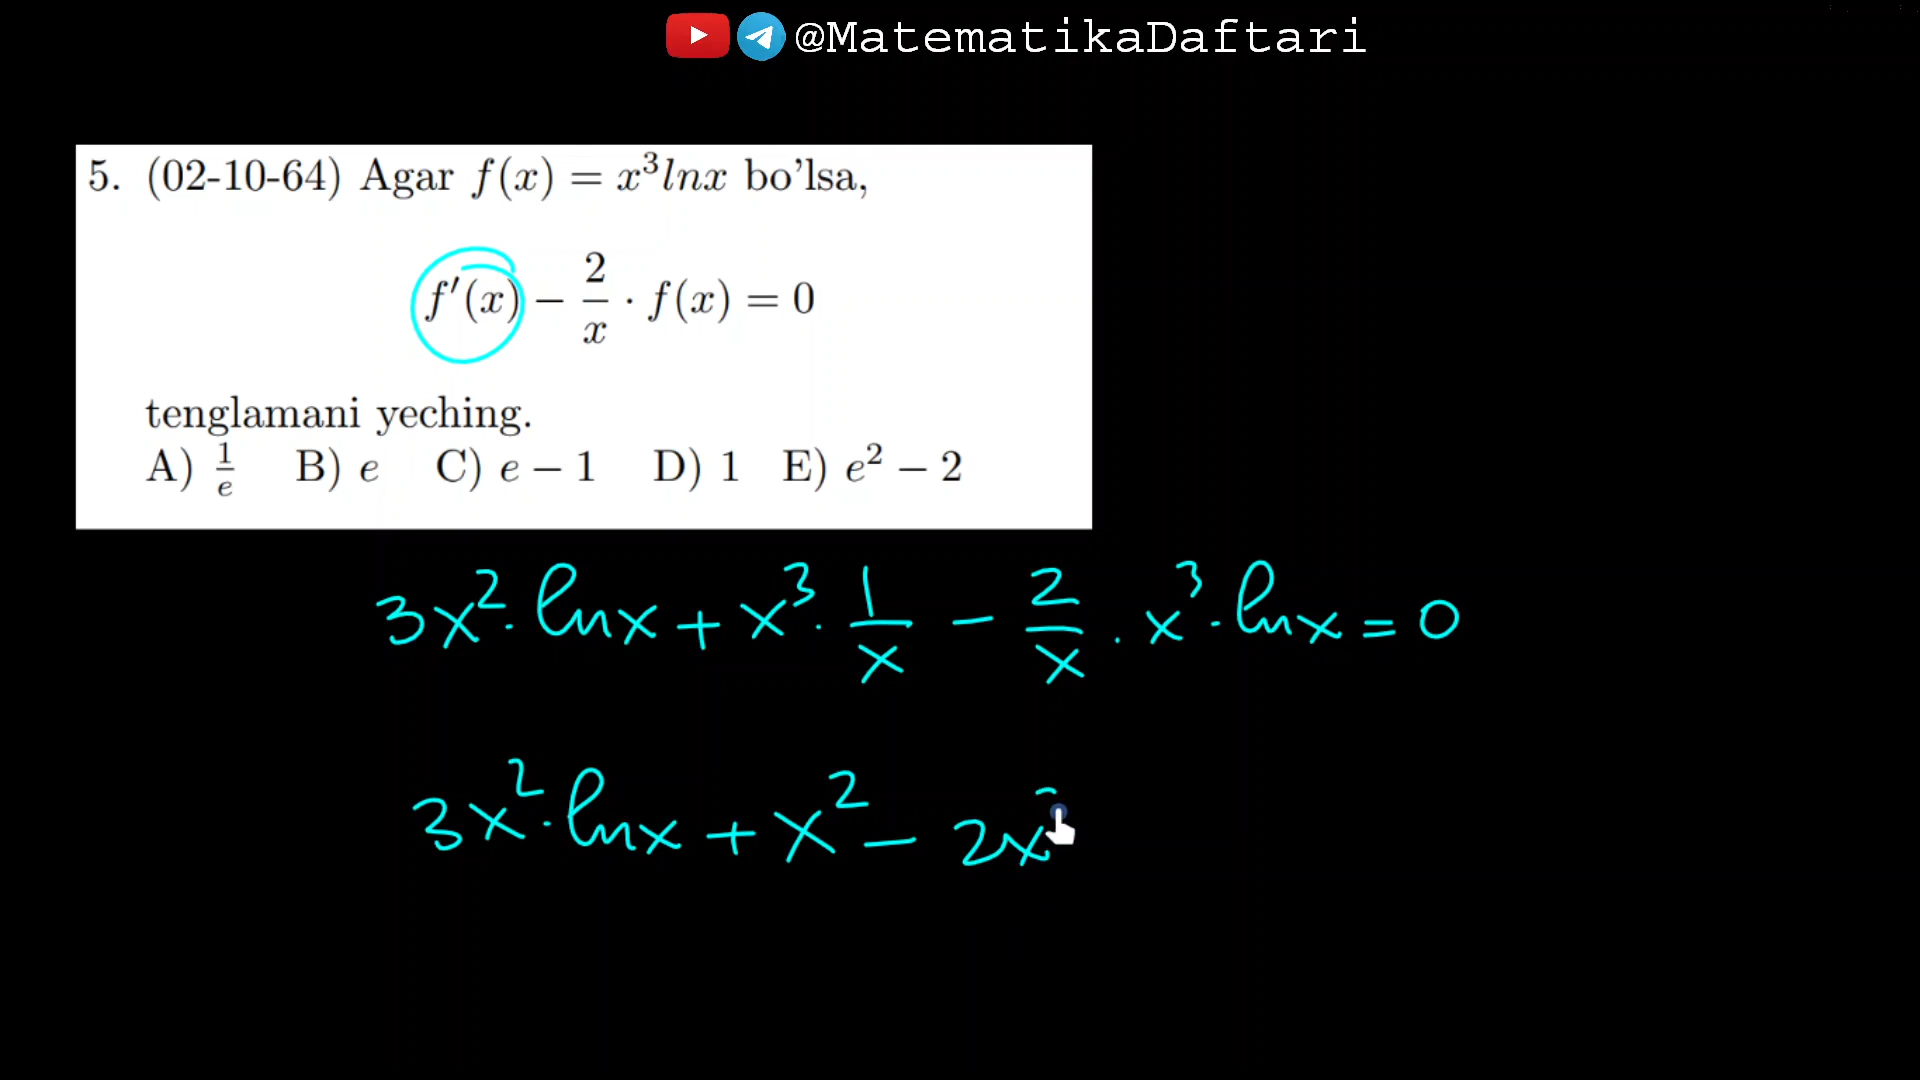 @MatematikaDaftari
5. (02-10-64) Agar f(x) = x³lnx bo'lsa,
f′(x) − 2/x · f(x) = 0
tenglamani yeching.
A) 1/e B) e C) e − 1 D) 1 E) e² − 2
3x² · lnx + x³ · 1/x − 2/x · x³ · lnx = 0
3x² · lnx + x² − 2x